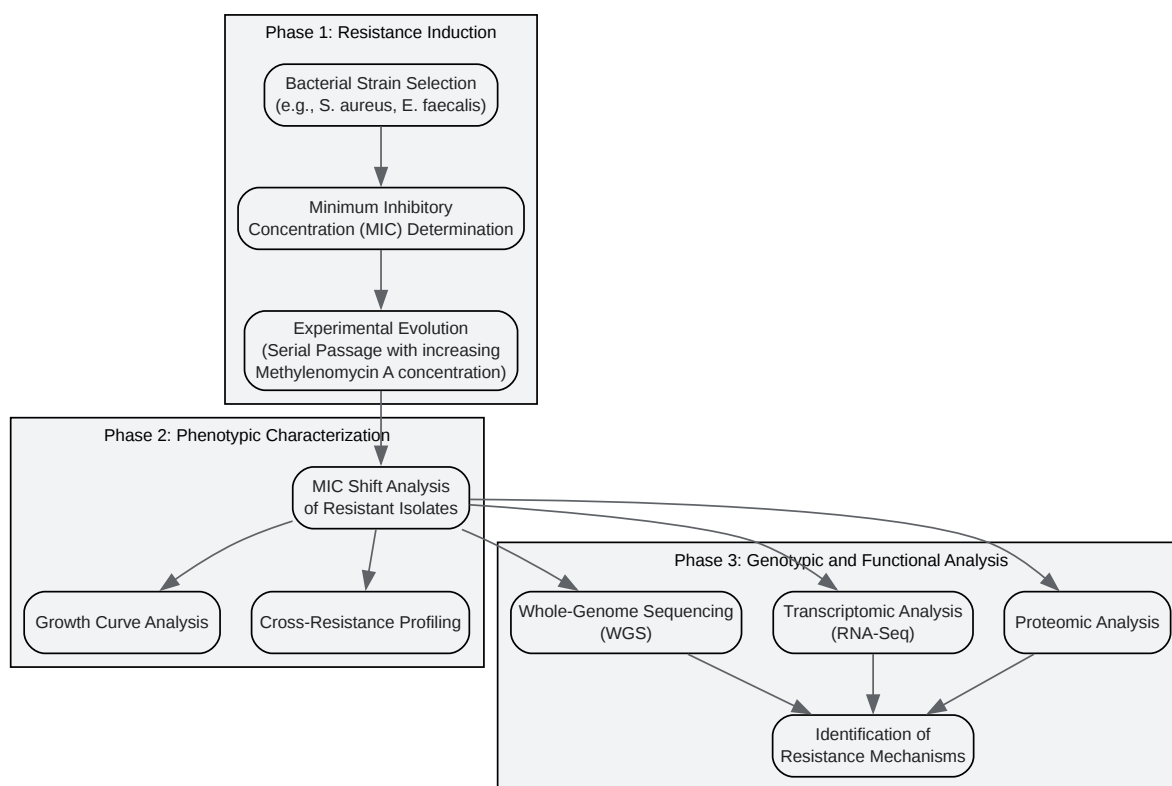 Phase 1: Resistance Induction
Bacterial Strain Selection
(e.g., S. aureus, E. faecalis)
Minimum Inhibitory
Concentration (MIC) Determination
Experimental Evolution
(Serial Passage with increasing
Methylenomycin A concentration)
Phase 2: Phenotypic Characterization
MIC Shift Analysis
of Resistant Isolates
Growth Curve Analysis
Cross-Resistance Profiling
Phase 3: Genotypic and Functional Analysis
Whole-Genome Sequencing
(WGS)
Transcriptomic Analysis
(RNA-Seq)
Proteomic Analysis
Identification of
Resistance Mechanisms